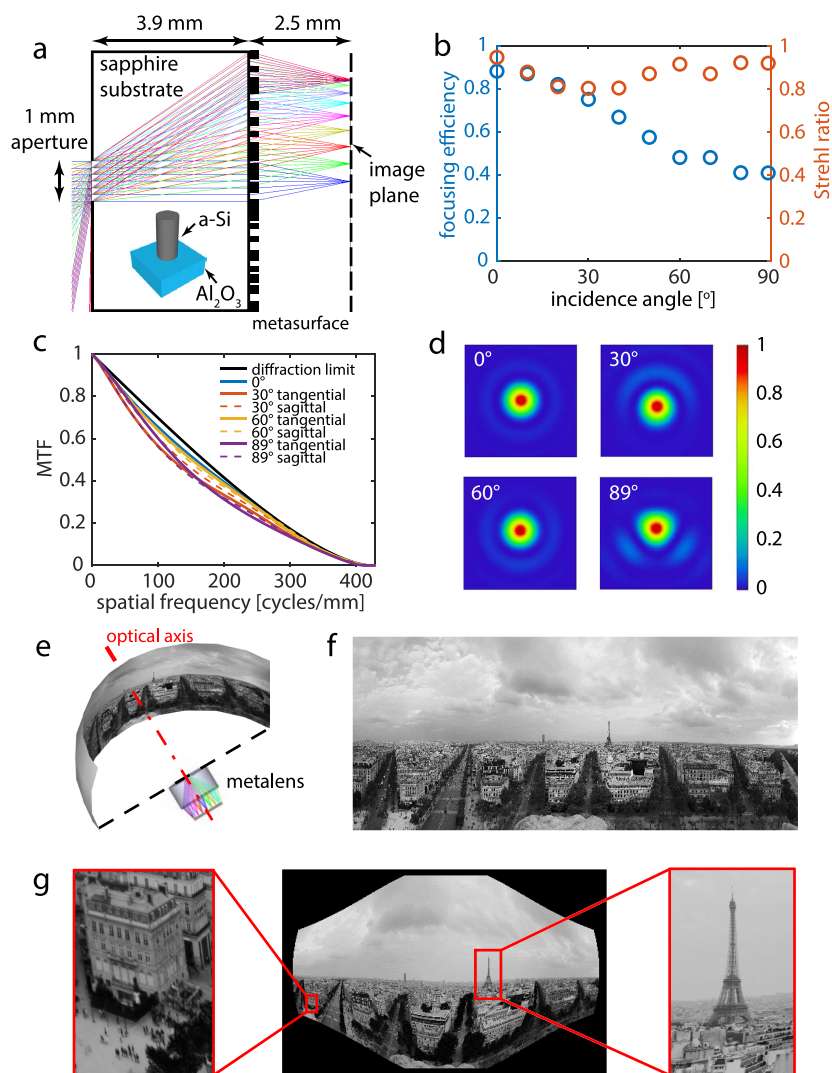 a
3.9 mm
2.5 mm
sapphire
substrate
1 mm
aperture
image
plane
a-Si
Al2O3
metasurface
b
1
0.8
0.6
0.4
0.2
0
focusing efficiency
0
30
60
90
incidence angle [°]
1
0.8
0.6
0.4
0.2
0
Strehl ratio
c
1
0.8
0.6
0.4
0.2
0
MTF
diffraction limit
0°
30° tangential
30° sagittal
60° tangential
60° sagittal
89° tangential
89° sagittal
0
100
200
300
400
spatial frequency [cycles/mm]
d
0°
30°
60°
89°
1
0.8
0.6
0.4
0.2
0
e
optical axis
metalens
f
g